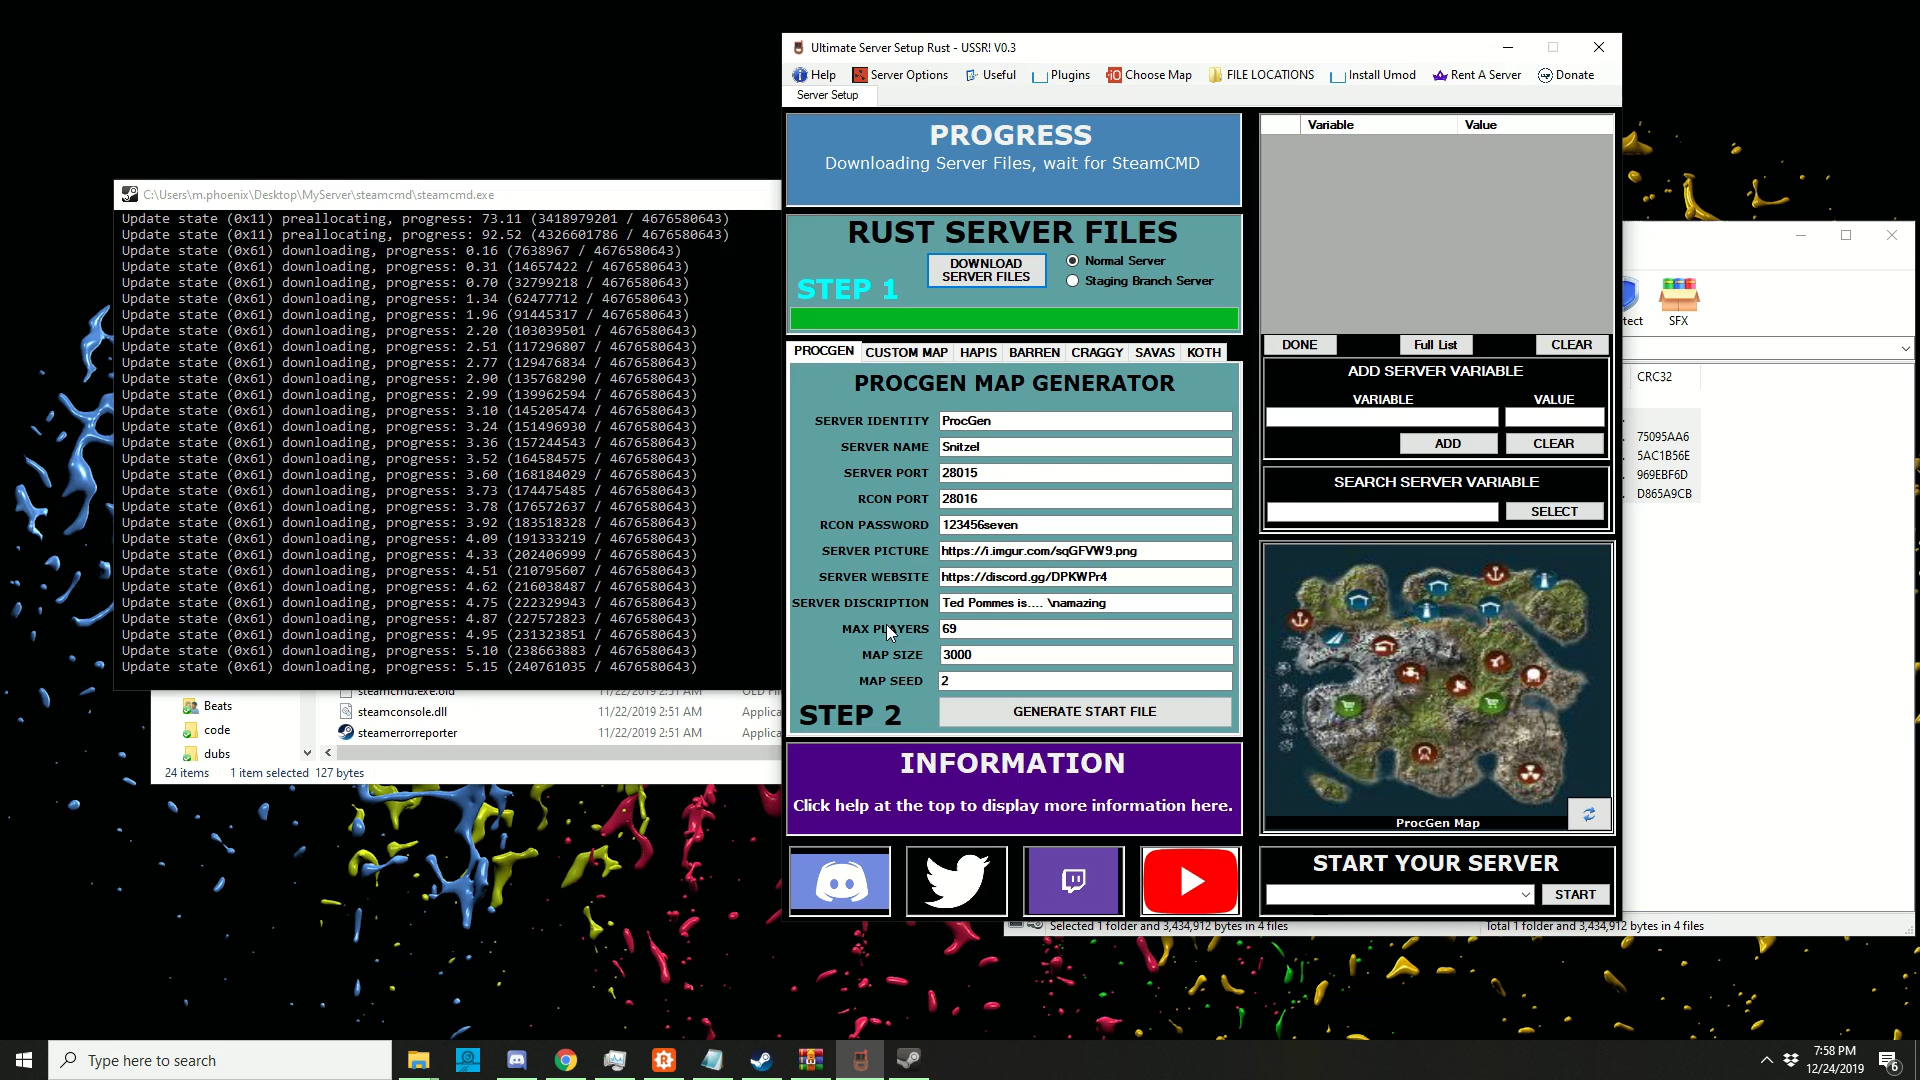 Ultimate Server Setup Rust - USSR! V0.3
Help Server Options Useful Plugins Choose Map FILE LOCATIONS Install Umod Rent A Server Donate
Server Setup
PROGRESS
Downloading Server Files, wait for SteamCMD
RUST SERVER FILES
DOWNLOAD
SERVER FILES
Normal Server
Staging Branch Server
STEP 1
PROCGEN CUSTOM MAP HAPIS BARREN CRAGGY SAVAS KOTH
PROCGEN MAP GENERATOR
SERVER IDENTITY ProcGen
SERVER NAME Snitzel
SERVER PORT 28015
RCON PORT 28016
RCON PASSWORD 123456seven
SERVER PICTURE https://i.imgur.com/sqGFVW9.png
SERVER WEBSITE https://discord.gg/DPKWPr4
SERVER DISCRIPTION Ted Pommes is.... \namazing
MAX PLAYERS 69
MAP SIZE 3000
MAP SEED 2
STEP 2 GENERATE START FILE
INFORMATION
Click help at the top to display more information here.
Variable Value
DONE Full List CLEAR
ADD SERVER VARIABLE
VARIABLE VALUE
ADD CLEAR
SEARCH SERVER VARIABLE
SELECT
ProcGen Map
START YOUR SERVER
START
C:\Users\m.phoenix\Desktop\MyServer\steamcmd\steamcmd.exe
Update state (0x11) preallocating, progress: 73.11 (3418979201 / 4676580643)
Update state (0x11) preallocating, progress: 92.52 (4326601786 / 4676580643)
Update state (0x61) downloading, progress: 0.16 (7638967 / 4676580643)
Update state (0x61) downloading, progress: 0.31 (14657422 / 4676580643)
Update state (0x61) downloading, progress: 0.70 (32799218 / 4676580643)
Update state (0x61) downloading, progress: 1.34 (62477712 / 4676580643)
Update state (0x61) downloading, progress: 1.96 (91445317 / 4676580643)
Update state (0x61) downloading, progress: 2.20 (103039501 / 4676580643)
Update state (0x61) downloading, progress: 2.51 (117296807 / 4676580643)
Update state (0x61) downloading, progress: 2.77 (129476834 / 4676580643)
Update state (0x61) downloading, progress: 2.90 (135768290 / 4676580643)
Update state (0x61) downloading, progress: 2.99 (139962594 / 4676580643)
Update state (0x61) downloading, progress: 3.10 (145205474 / 4676580643)
Update state (0x61) downloading, progress: 3.24 (151496930 / 4676580643)
Update state (0x61) downloading, progress: 3.36 (157244543 / 4676580643)
Update state (0x61) downloading, progress: 3.52 (164584575 / 4676580643)
Update state (0x61) downloading, progress: 3.60 (168184029 / 4676580643)
Update state (0x61) downloading, progress: 3.73 (174475485 / 4676580643)
Update state (0x61) downloading, progress: 3.78 (176572637 / 4676580643)
Update state (0x61) downloading, progress: 3.92 (183518328 / 4676580643)
Update state (0x61) downloading, progress: 4.09 (191333219 / 4676580643)
Update state (0x61) downloading, progress: 4.33 (202406999 / 4676580643)
Update state (0x61) downloading, progress: 4.51 (210795607 / 4676580643)
Update state (0x61) downloading, progress: 4.62 (216038487 / 4676580643)
Update state (0x61) downloading, progress: 4.75 (222329943 / 4676580643)
Update state (0x61) downloading, progress: 4.87 (227572823 / 4676580643)
Update state (0x61) downloading, progress: 4.95 (231323851 / 4676580643)
Update state (0x61) downloading, progress: 5.10 (238663883 / 4676580643)
Update state (0x61) downloading, progress: 5.15 (240761035 / 4676580643)
steamcmd.exe.old 11/22/2019 2:51 AM OLD Fi
Beats steamconsole.dll 11/22/2019 2:51 AM Applica
code steamerrorreporter 11/22/2019 2:51 AM Applica
dubs
24 items 1 item selected 127 bytes
tect SFX
CRC32
75095AA6
5AC1B56E
969EBF6D
D865A9CB
Selected 1 folder and 3,434,912 bytes in 4 files Total 1 folder and 3,434,912 bytes in 4 files
Type here to search
7:58 PM
12/24/2019
6